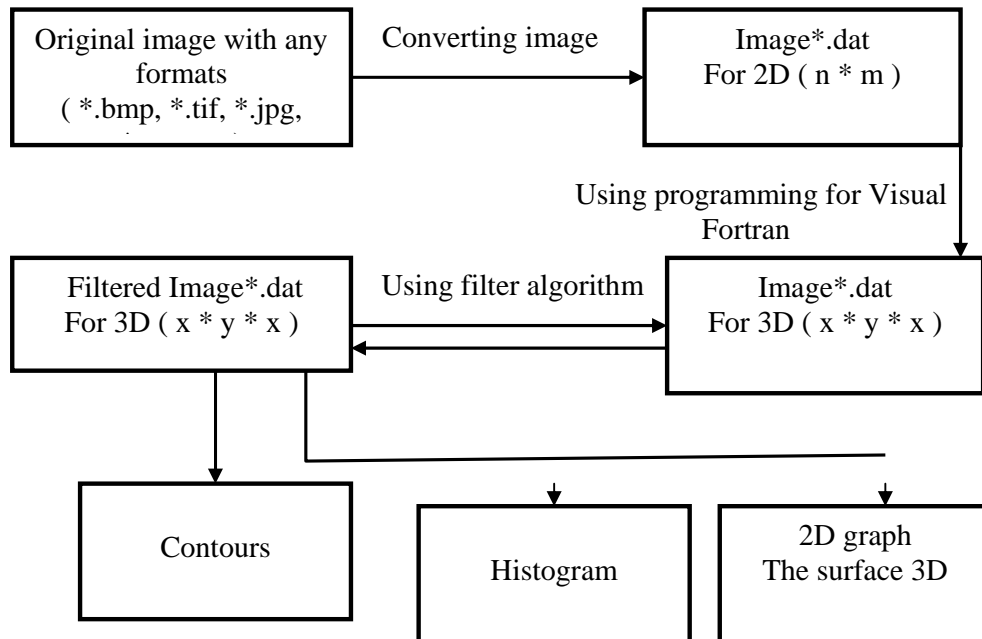 Original image with any
formats
( *.bmp, *.tif, *.jpg,
Converting image
Image*.dat
For 2D ( n * m )
Using programming for Visual
Fortran
Filtered Image*.dat
For 3D ( x * y * x )
Using filter algorithm
Image*.dat
For 3D ( x * y * x )
Contours
Histogram
2D graph
The surface 3D